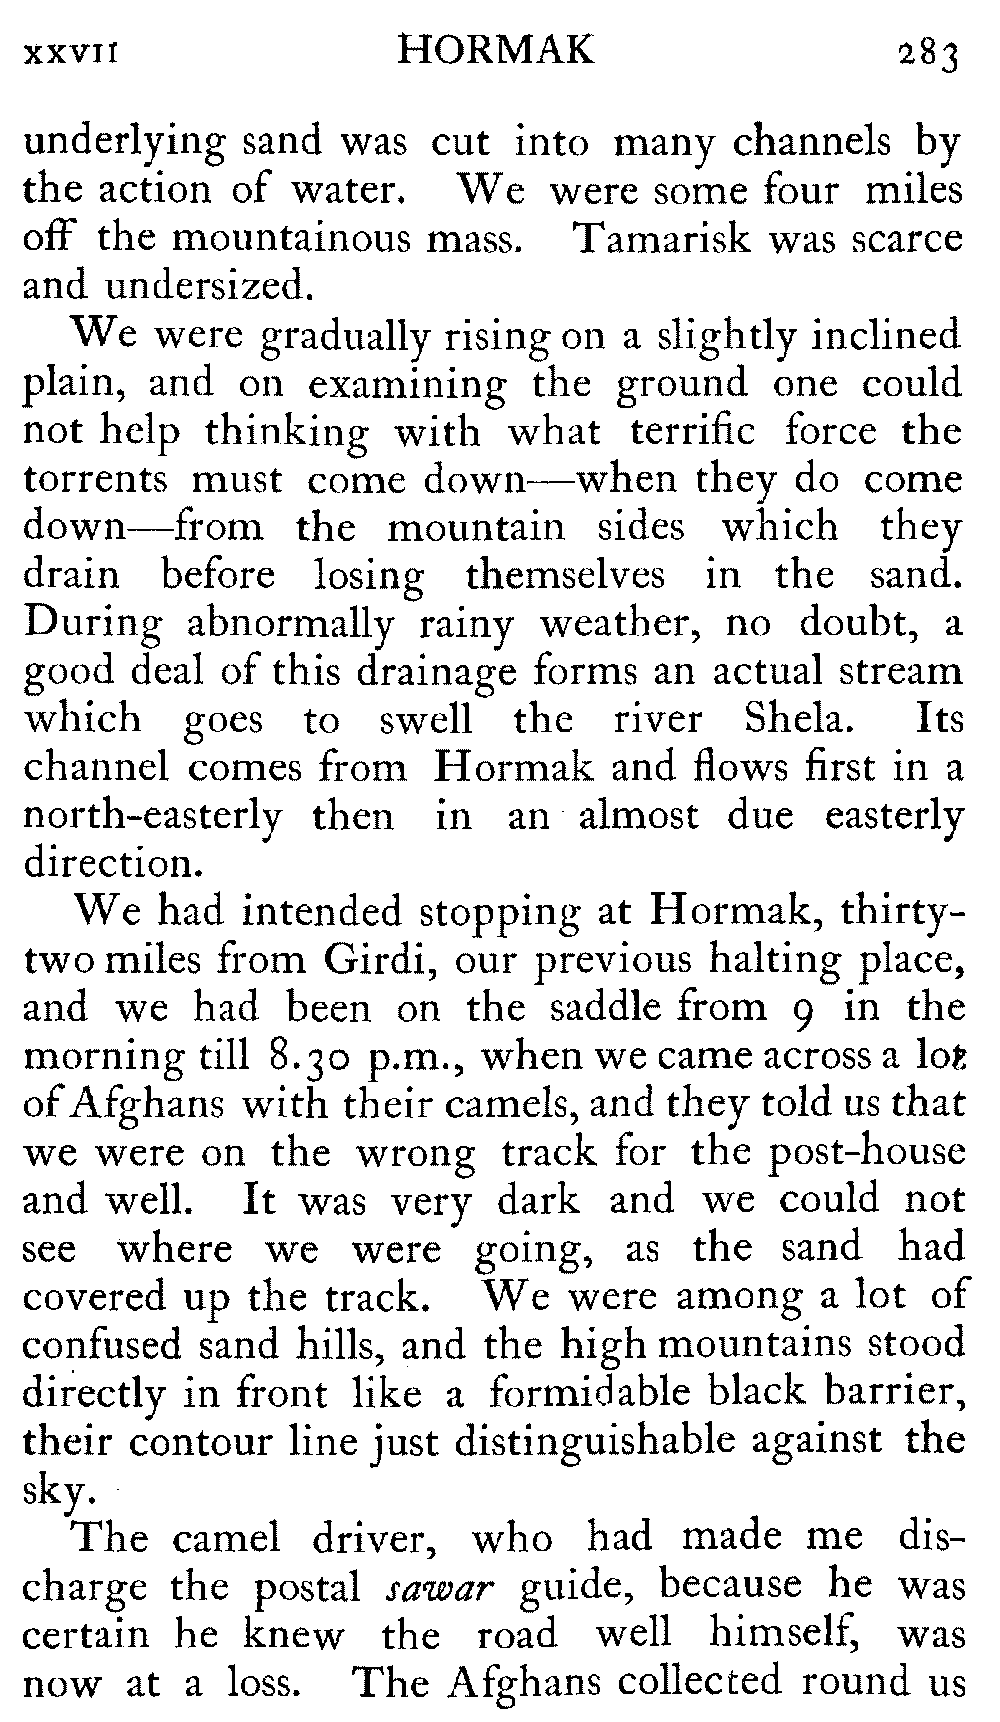 xxvii HORMAK 283
underlying sand was cut into many channels by
the action of water. We were some four miles
off the mountainous mass. Tamarisk was scarce
and undersized.
We were gradually rising on a slightly inclined
plain, and on examining the ground one could
not help thinking with what terrific force the
torrents must come down—when they do come
down—from the mountain sides which they
drain before losing themselves in the sand.
During abnormally rainy weather, no doubt, a
good deal of this drainage forms an actual stream
which goes to swell the river Shela. Its
channel comes from Hormak and flows first in a
north-easterly then in an almost due easterly
direction.
We had intended stopping at Hormak, thirty-
two miles from Girdi, our previous halting place,
and we had been on the saddle from 9 in the
morning till 8.30 p.m., when we came across a lot
of Afghans with their camels, and they told us that
we were on the wrong track for the post-house
and well. It was very dark and we could not
see where we were going, as the sand had
covered up the track. We were among a lot of
confused sand hills, and the high mountains stood
directly in front like a formidable black barrier,
their contour line just distinguishable against the
sky.
The camel driver, who had made me dis-
charge the postal sawar guide, because he was
certain he knew the road well himself, was
now at a loss. The Afghans collected round us